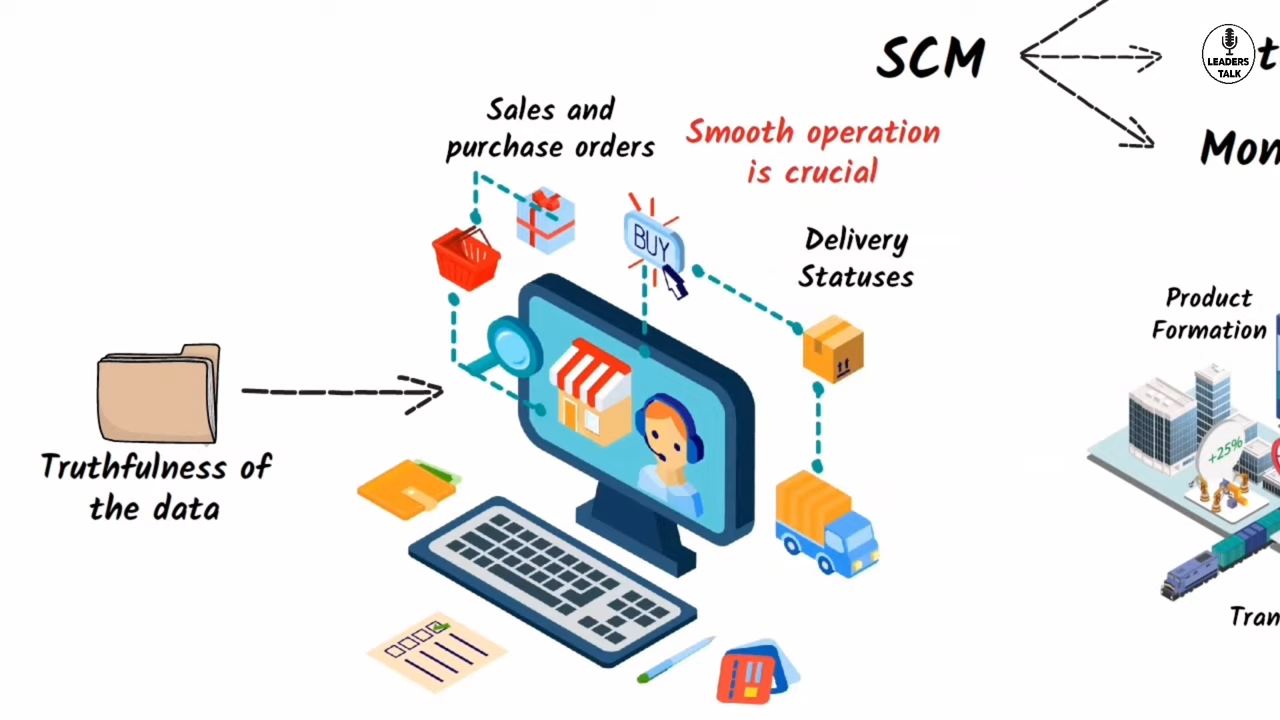 SCM
LEADERS
TALK
Sales and
purchase orders
Smooth operation
is crucial
BUY
Delivery
Statuses
Product
Formation
+25%
Truthfulness of
the data